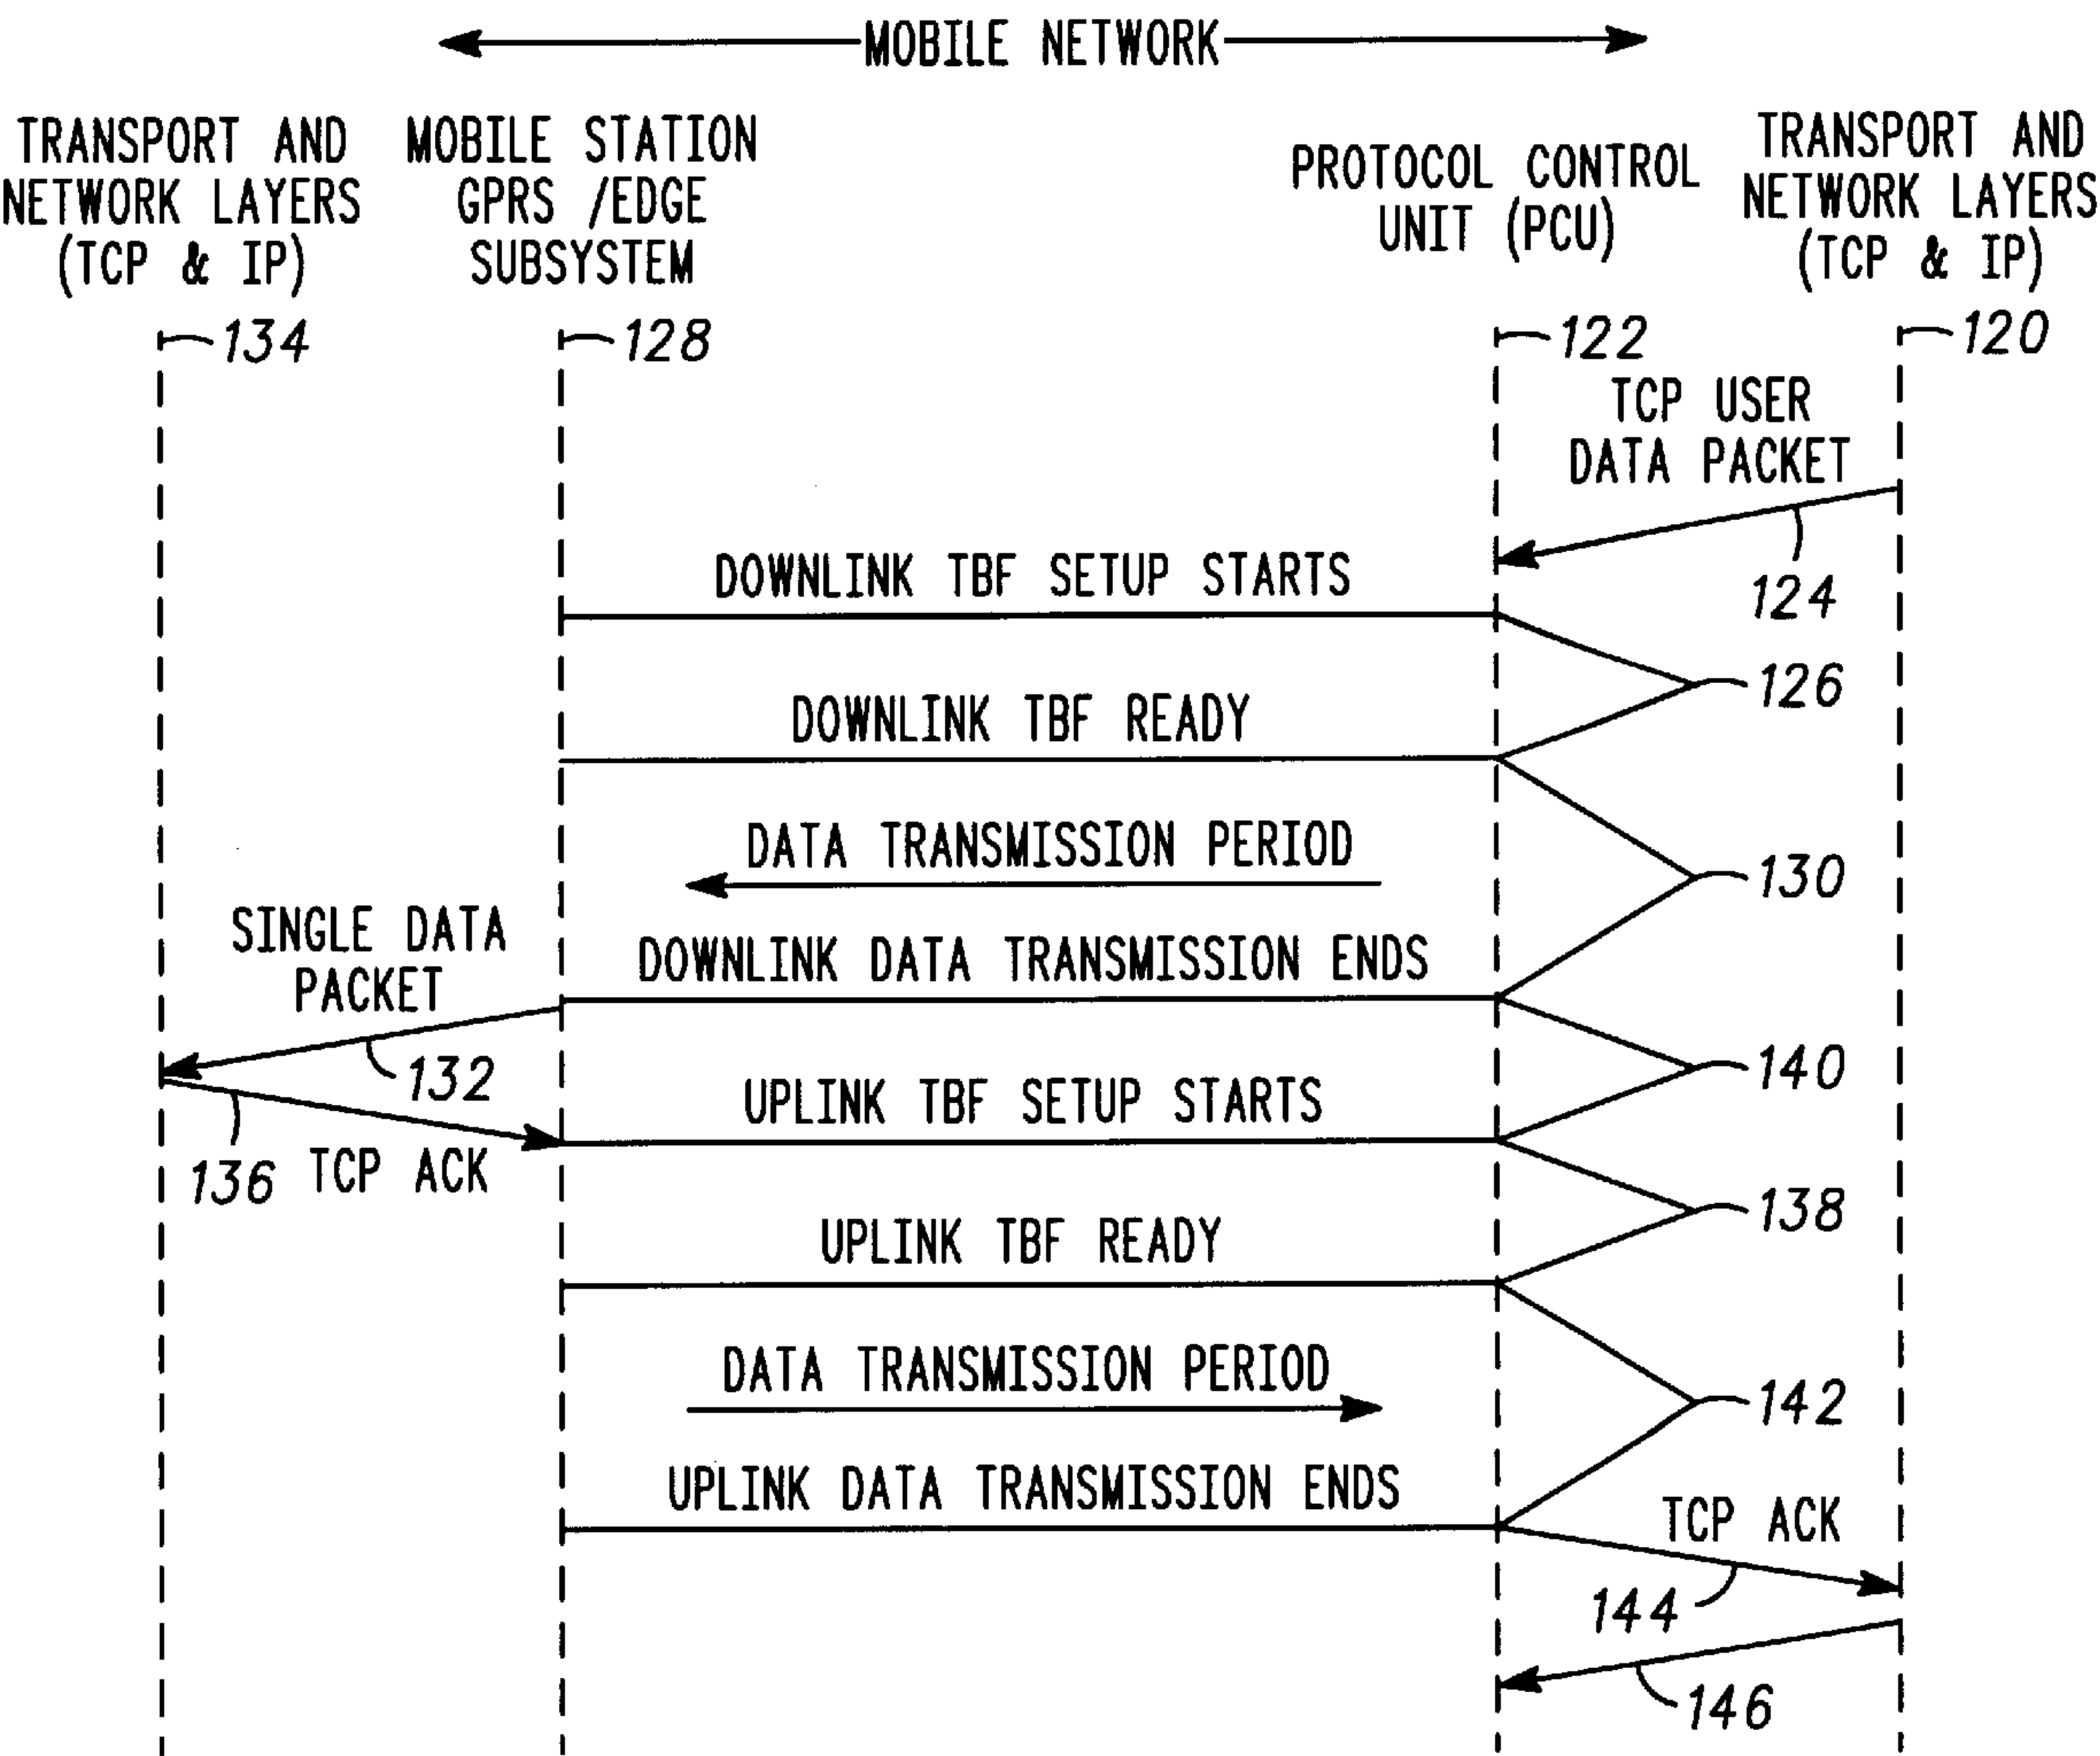 MOBILE NETWORK
TRANSPORT AND
NETWORK LAYERS
(TCP & IP)
MOBILE STATION
GPRS /EDGE
SUBSYSTEM
PROTOCOL CONTROL
UNIT (PCU)
TRANSPORT AND
NETWORK LAYERS
(TCP & IP)
134
128
122
120
TCP USER
DATA PACKET
124
DOWNLINK TBF SETUP STARTS
126
DOWNLINK TBF READY
DATA TRANSMISSION PERIOD
130
SINGLE DATA
PACKET
DOWNLINK DATA TRANSMISSION ENDS
132
140
UPLINK TBF SETUP STARTS
136
TCP ACK
138
UPLINK TBF READY
DATA TRANSMISSION PERIOD
142
UPLINK DATA TRANSMISSION ENDS
TCP ACK
144
146